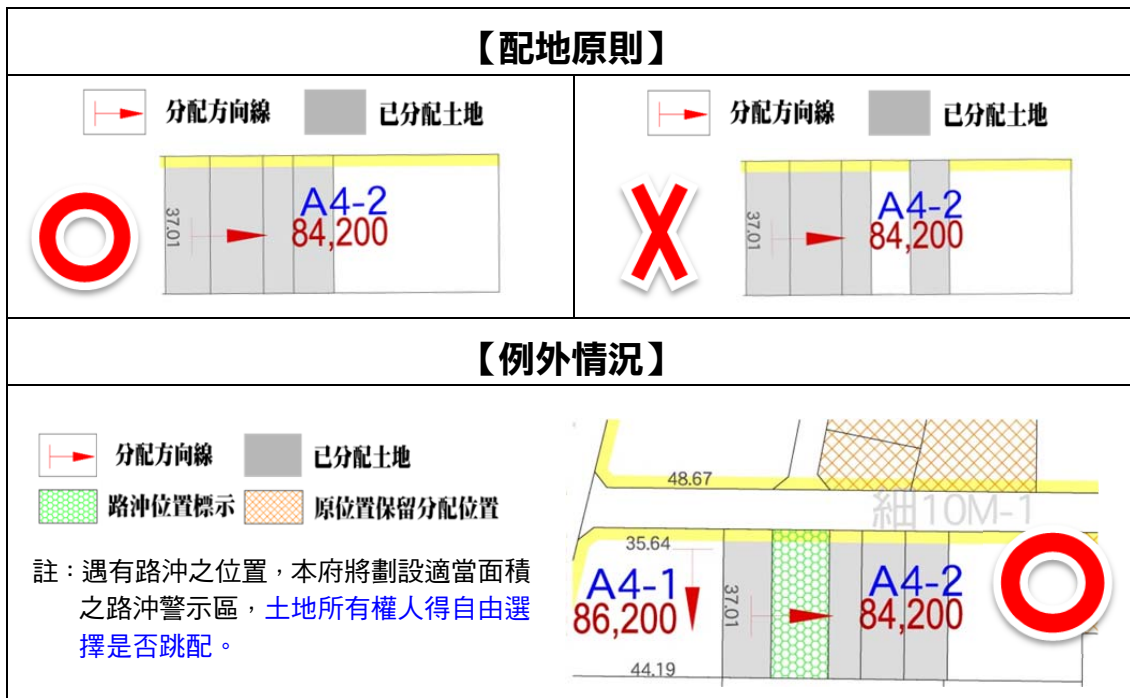 【配地原則】
分配方向線 已分配土地
37.01
A4-2
84,200
分配方向線 已分配土地
37.01
A4-2
84,200
【例外情況】
分配方向線 已分配土地
路沖位置標示 原位置保留分配位置
註：遇有路沖之位置，本府將劃設適當面積
之路沖警示區，土地所有權人得自由選
擇是否跳配。
48.67
細10M-1
35.64
A4-1
86,200
37.01
A4-2
84,200
44.19